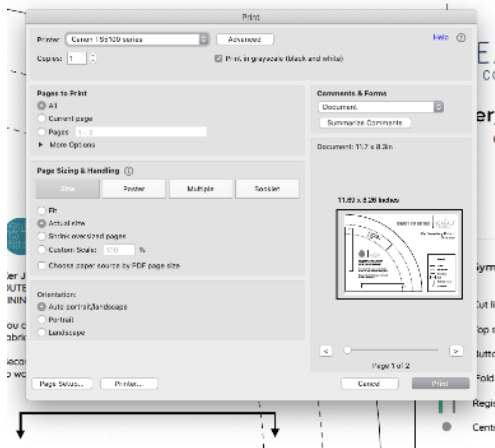 Print
Printer: Canon TS5100 series Advanced Help
Copies: 1 Print in grayscale (black and white)
Pages to Print
All
Current page
Pages 1 - 2
More Options
Comments & Forms
Document
Summarize Comments
Page Sizing & Handling
Size Poster Multiple Booklet
Fit
Actual size
Shrink oversized pages
Custom Scale: 100 %
Choose paper source by PDF page size
Orientation:
Auto portrait/landscape
Portrait
Landscape
Document: 11.7 x 8.3in
11.69 x 8.26 Inches
< >
Page 1 of 2
Page Setup... Printer... Cancel Print